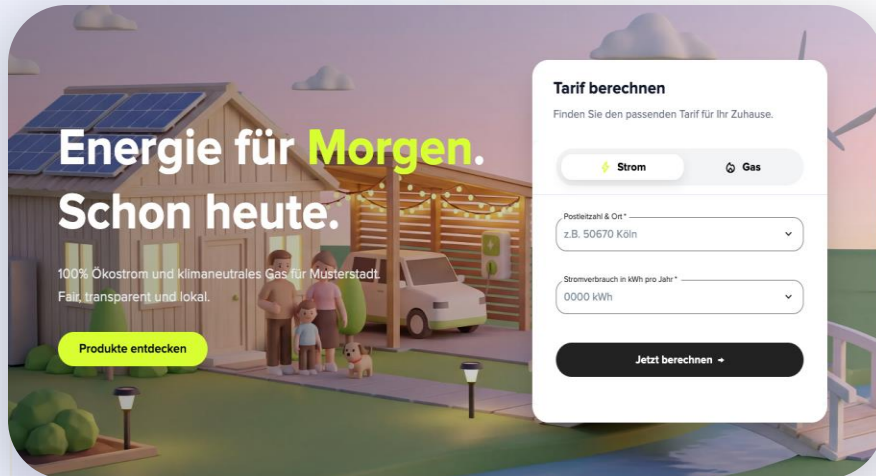 Energie für Morgen.
Schon heute.
100% Ökostrom und klimaneutrales Gas für Musterstadt.
Fair, transparent und lokal.
Produkte entdecken
Tarif berechnen
Finden Sie den passenden Tarif für Ihr Zuhause.
Strom
Gas
Postleitzahl & Ort *
z.B. 50670 Köln
Stromverbrauch in kWh pro Jahr *
0000 kWh
Jetzt berechnen →